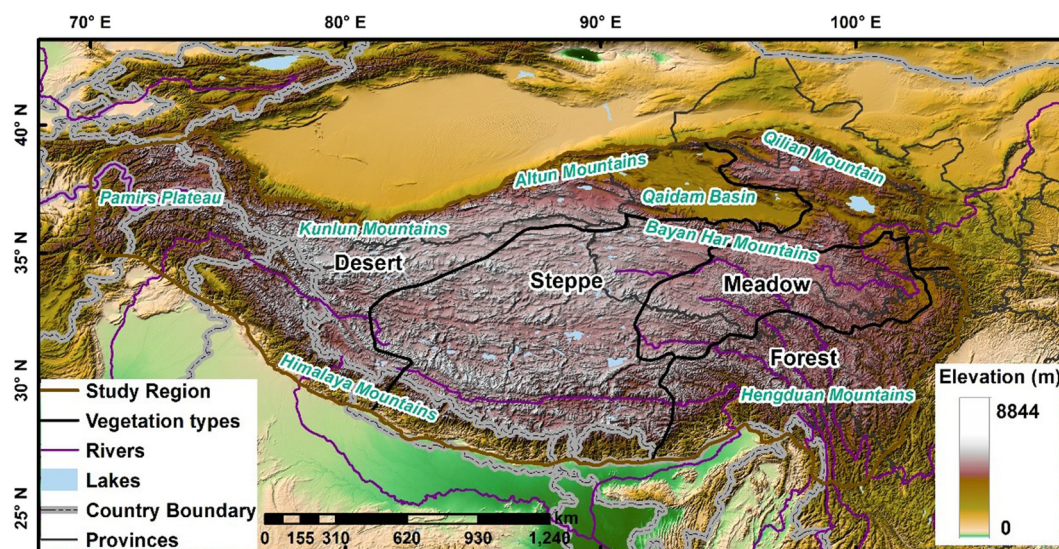 70° E
80° E
90° E
100° E
40° N
35° N
30° N
25° N
Qilian Mountain
Altun Mountains
Pamirs Plateau
Qaidam Basin
Kunlun Mountains
Bayan Har Mountains
Desert
Steppe
Meadow
Forest
Himalaya Mountains
Hengduan Mountains
Study Region
Vegetation types
Rivers
Lakes
Country Boundary
Provinces
km
0 155 310 620 930 1,240
Elevation (m)
8844
0